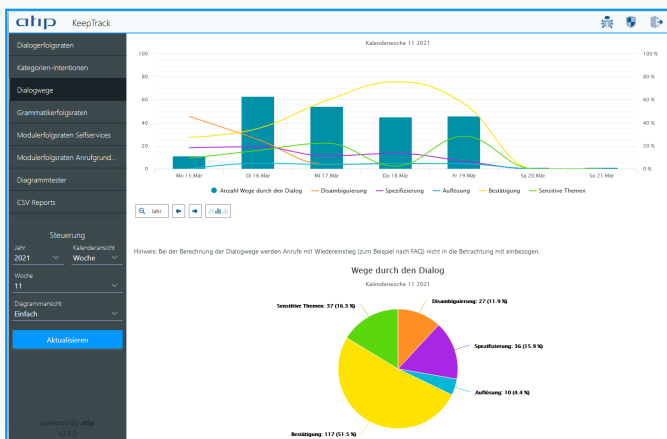 atip KeepTrack
Dialogerfolgsraten
Kategorien-Intentionen
Dialogwege
Grammatikerfolgsraten
Modulerfolgsraten Selfservices
Modulerfolgsraten Anrufgrund...
Diagrammtester
CSV Reports
Steuerung
Jahr Kalenderansicht
2021 Woche
Woche
11
Diagrammansicht
Einfach
Aktualisieren
powered by atip
Kalenderwoche 11 2021
100 100 %
80 80 %
60 60 %
40 40 %
20 20 %
0 0 %
Mo 15.Mär Di 16.Mär Mi 17.Mär Do 18.Mär Fr 19.Mär Sa 20.Mär So 21.Mär
Anzahl Wege durch den Dialog Disambiguierung Spezifizierung Auflösung Bestätigung Sensitive Themen
Jahr
Hinweis: Bei der Berechnung der Dialogwege werden Anrufe mit Wiedereinstieg (zum Beispiel nach FAQ) nicht in die Betrachtung mit einbezogen.
Wege durch den Dialog
Kalenderwoche 11 2021
Sensitive Themen: 37 (16.3 %)
Disambiguierung: 27 (11.9 %)
Spezifizierung: 36 (15.9 %)
Auflösung: 10 (4.4 %)
Bestätigung: 117 (51.5 %)